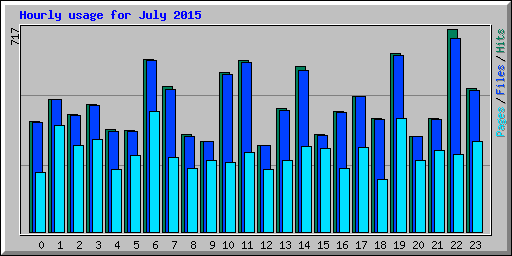 Hourly usage for July 2015
717
Pages/Files/Hits
0 1 2 3 4 5 6 7 8 9 10 11 12 13 14 15 16 17 18 19 20 21 22 23